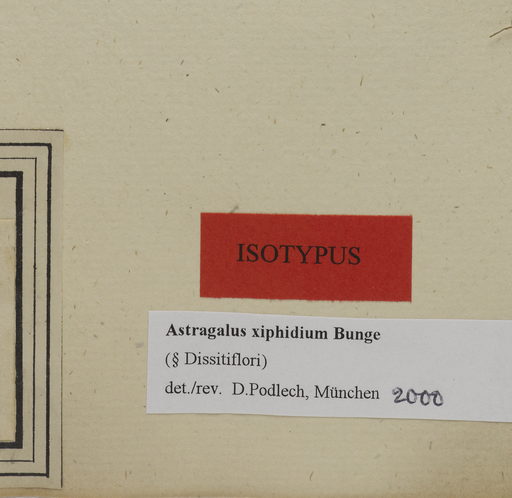 ISOTYPUS
Astragalus xiphidium Bunge
(§ Dissitiflori)
det./rev. D.Podlech, München 2000